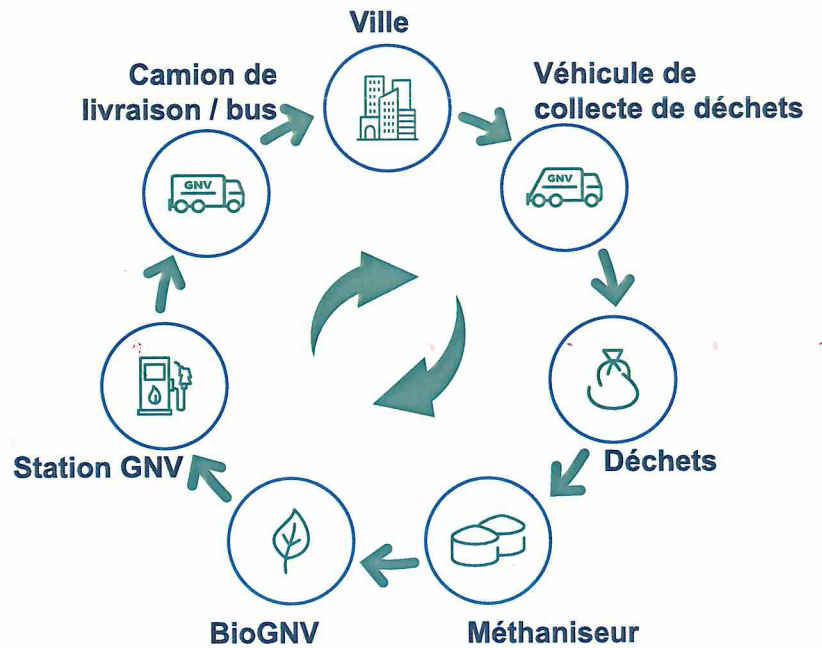 Ville
Camion de
livraison / bus
Véhicule de
collecte de déchets
GNV
GNV
Station GNV
Déchets
BioGNV
Méthaniseur